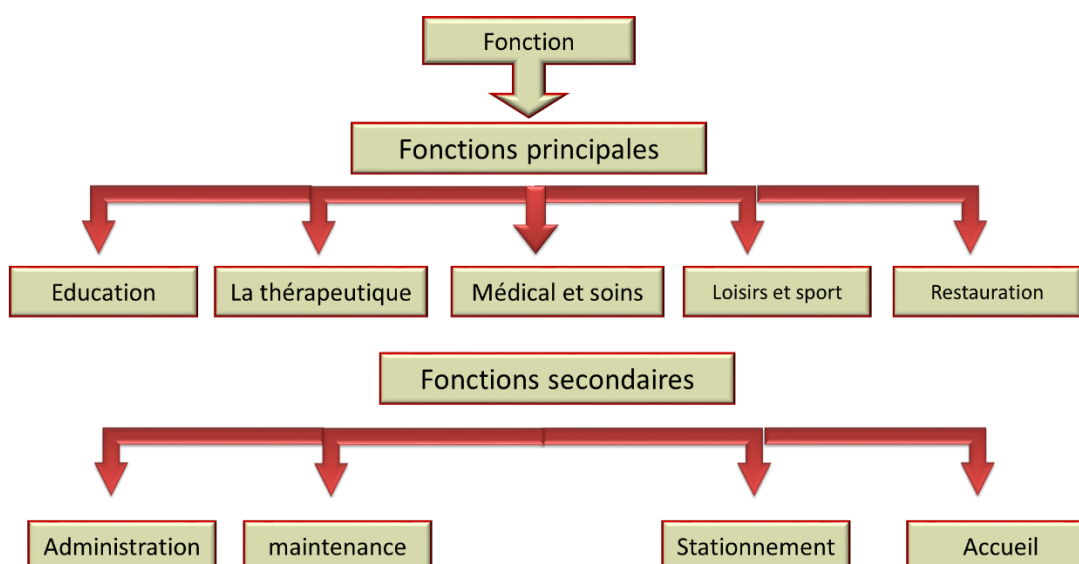 Fonction
Fonctions principales
Education
La thérapeutique
Médical et soins
Loisirs et sport
Restauration
Fonctions secondaires
Administration
maintenance
Stationnement
Accueil